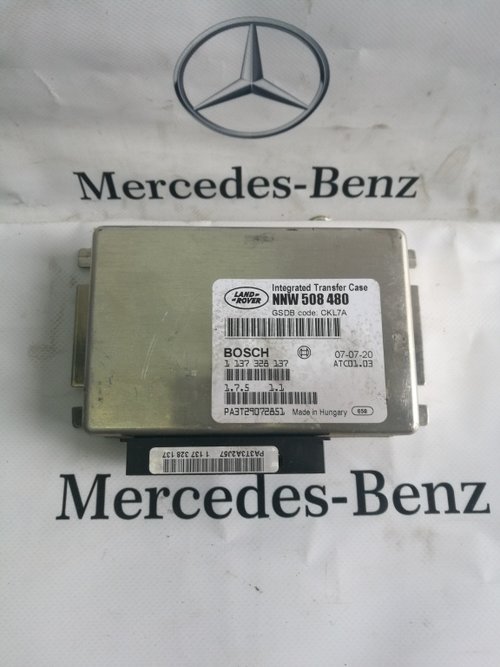 Mercedes-Benz
LAND-
-ROVER
Integrated Transfer Case
NNW 508 480
GSDB code: CKL7A
BOSCH
07-07-20
1 137 328 137
ATC01.03
1.7.5 1.1
PA3T29072851
Made in Hungary
658
PA3T3A2J57 1 137 328 137
Mercedes-Benz